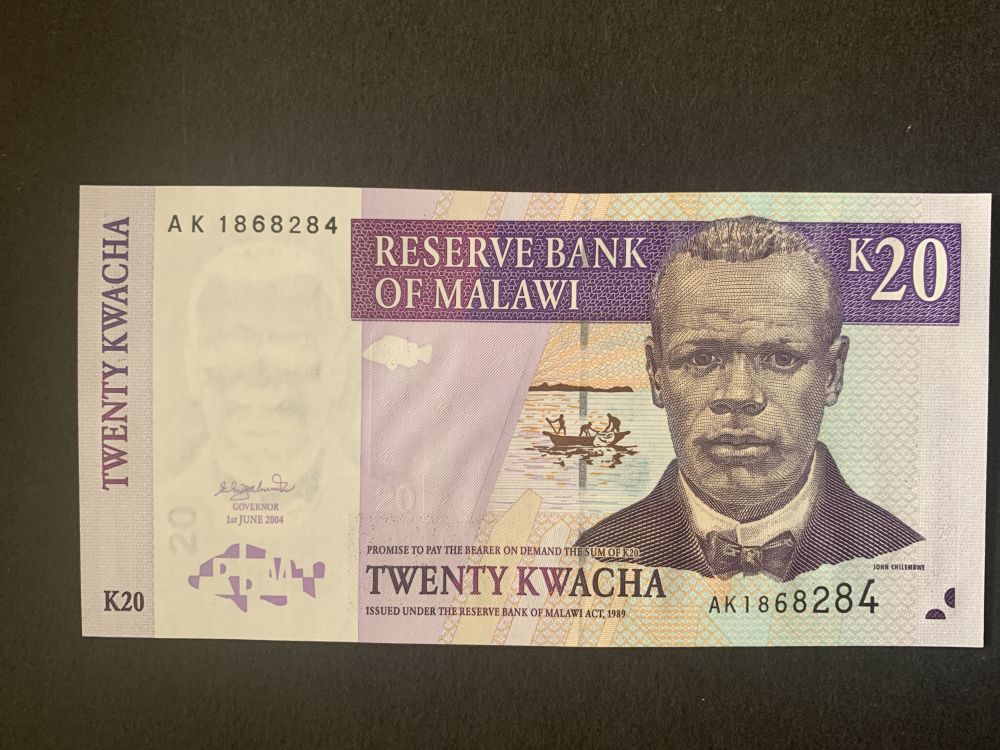 TWENTY KWACHA
K20
AK 1868284
GOVERNOR
1st JUNE 2004
20
RESERVE BANK
OF MALAWI
K20
20
PROMISE TO PAY THE BEARER ON DEMAND THE SUM OF K20
TWENTY KWACHA
ISSUED UNDER THE RESERVE BANK OF MALAWI ACT, 1989
JOHN CHILEMBWE
AK1868284